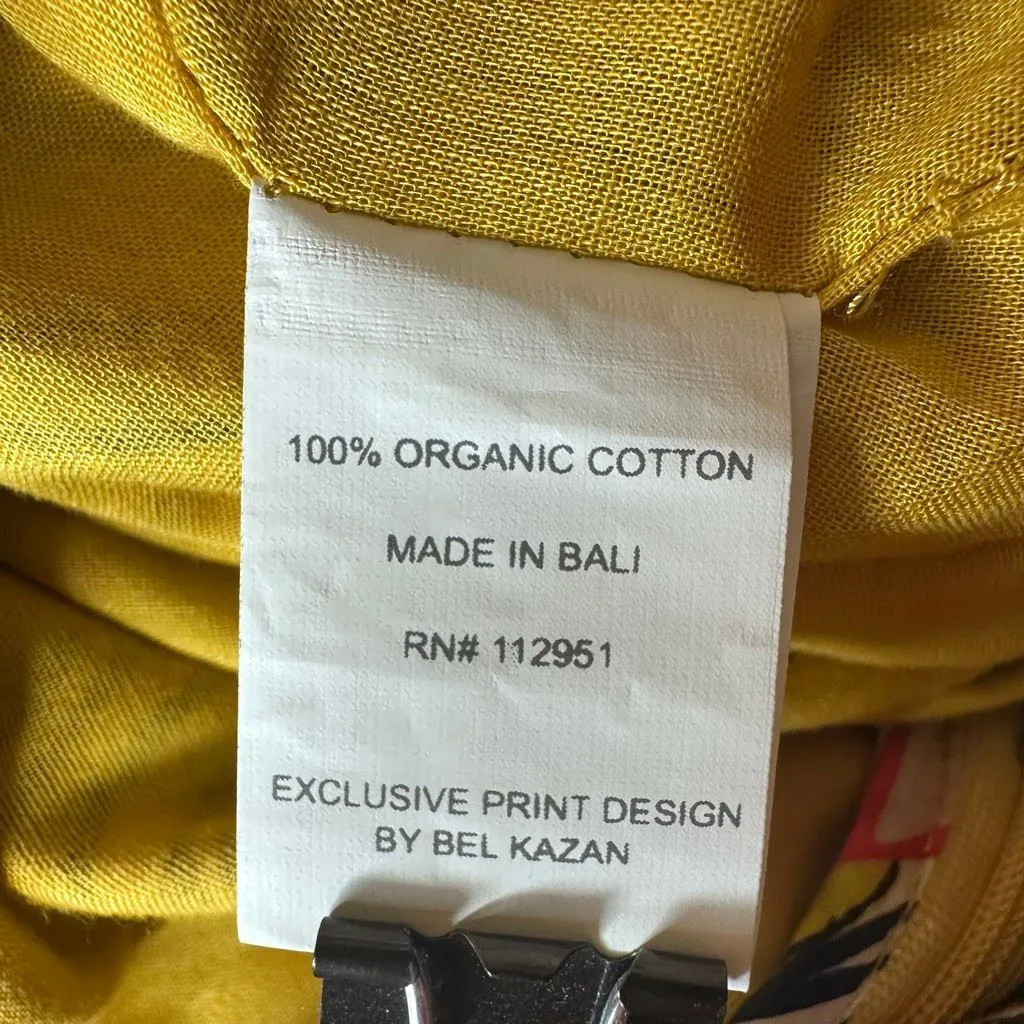 100% ORGANIC COTTON
MADE IN BALI
RN# 112951
EXCLUSIVE PRINT DESIGN
BY BEL KAZAN